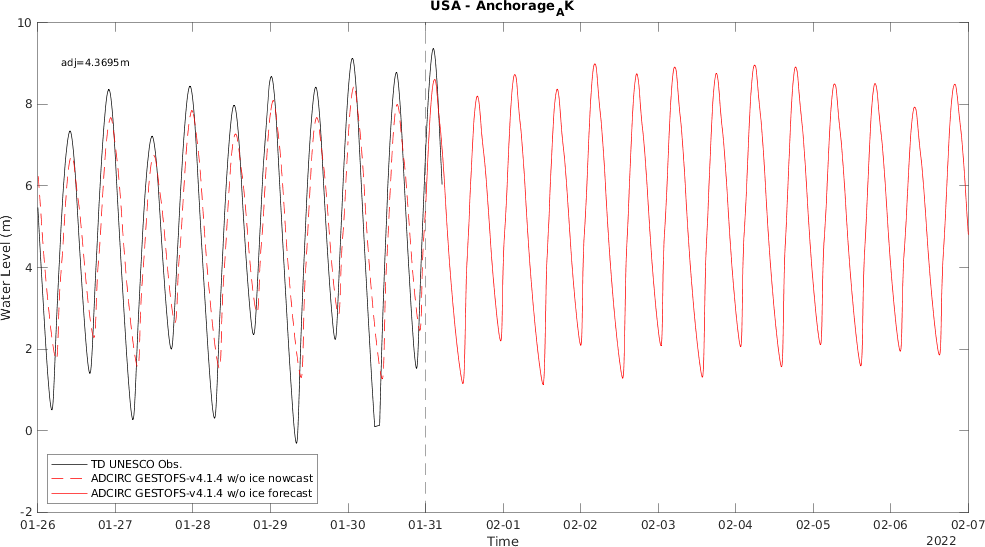 USA - Anchorage_AK
adj=4.3695m
10
8
6
4
2
0
-2
Water Level (m)
TD UNESCO Obs.
ADCIRC GESTOFS-v4.1.4 w/o ice nowcast
ADCIRC GESTOFS-v4.1.4 w/o ice forecast
01-26 01-27 01-28 01-29 01-30 01-31 02-01 02-02 02-03 02-04 02-05 02-06 02-07
Time
2022